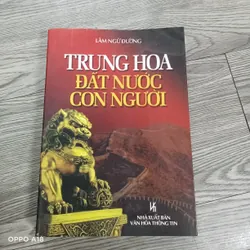 LÂM NGỮ ĐƯỜNG
TRUNG HOA
ĐẤT NƯỚC
CON NGƯỜI
NHÀ XUẤT BẢN
VĂN HÓA THÔNG TIN
OPPO A18